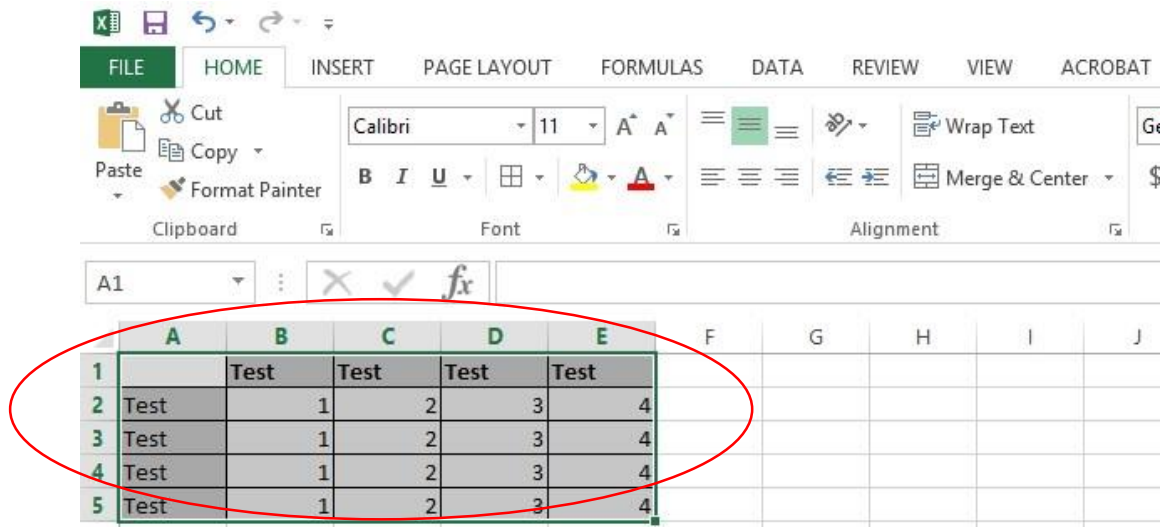 FILE HOME INSERT PAGE LAYOUT FORMULAS DATA REVIEW VIEW ACROBAT
Cut
Copy
Format Painter
Paste
Calibri 11 A A
B I U A
Wrap Text
Merge & Center
Ge
$
Clipboard Font Alignment
A1 fx
A B C D E F G H I J
1 Test Test Test Test
2 Test 1 2 3 4
3 Test 1 2 3 4
4 Test 1 2 3 4
5 Test 1 2 3 4